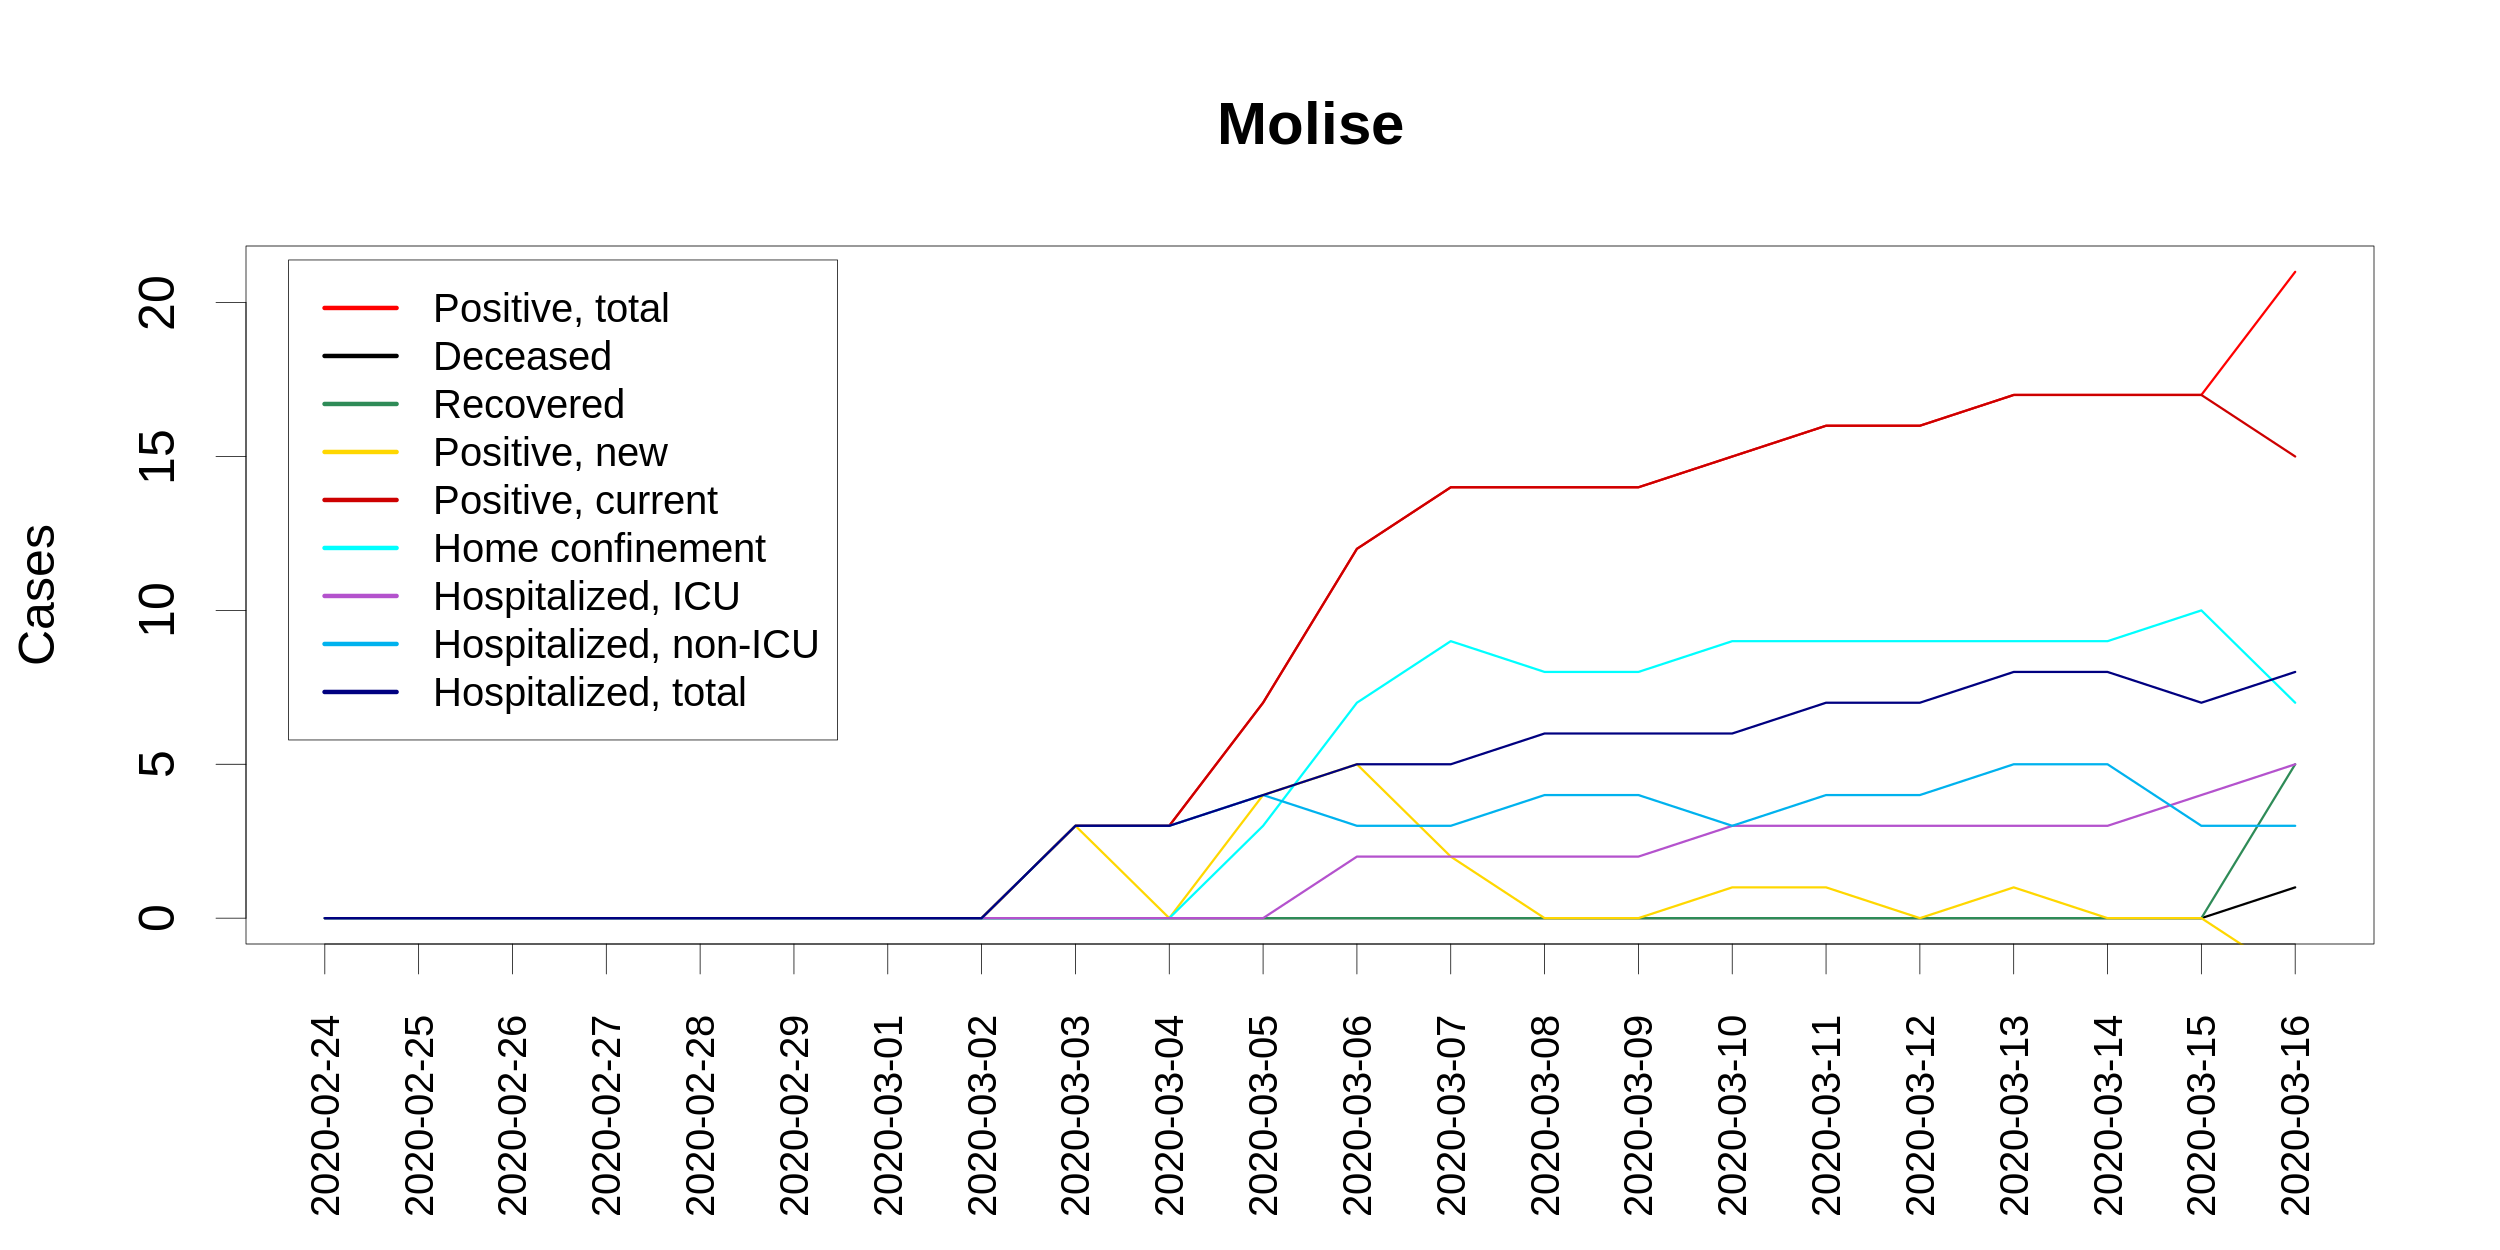 Molise
Cases
20
15
10
5
0
Positive, total
Deceased
Recovered
Positive, new
Positive, current
Home confinement
Hospitalized, ICU
Hospitalized, non-ICU
Hospitalized, total
2020-02-24
2020-02-25
2020-02-26
2020-02-27
2020-02-28
2020-02-29
2020-03-01
2020-03-02
2020-03-03
2020-03-04
2020-03-05
2020-03-06
2020-03-07
2020-03-08
2020-03-09
2020-03-10
2020-03-11
2020-03-12
2020-03-13
2020-03-14
2020-03-15
2020-03-16